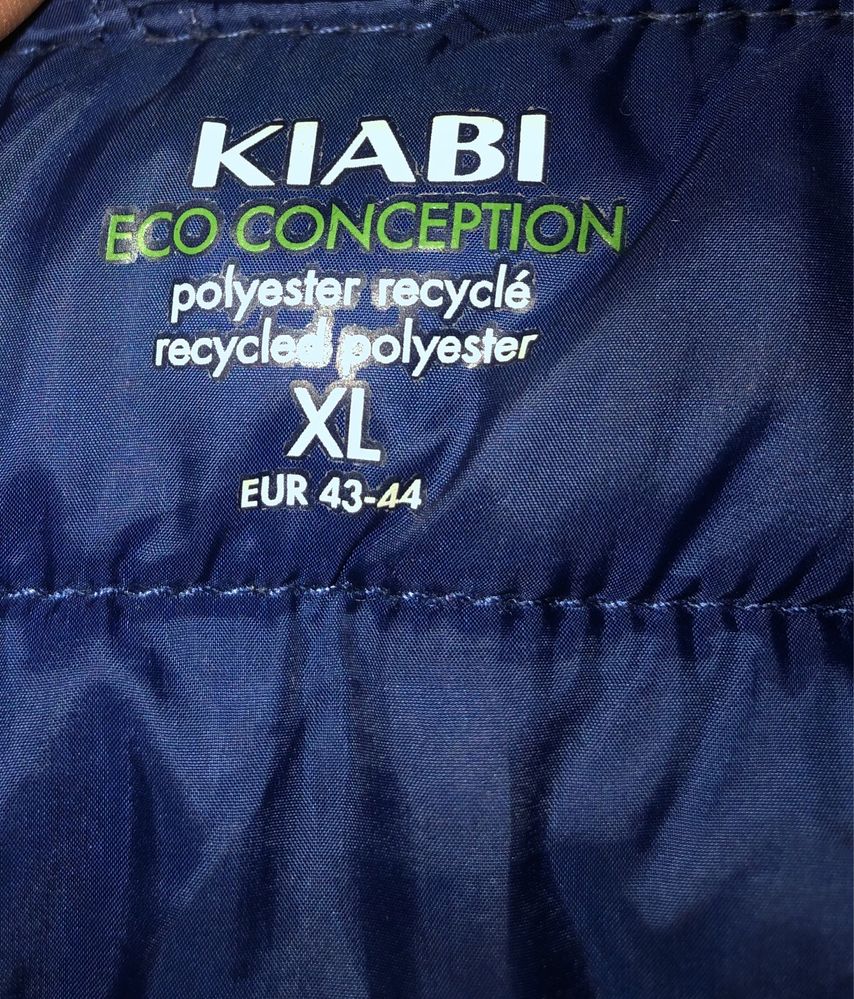 KIABI
ECO CONCEPTION
polyester recyclé
recycled polyester
XL
EUR 43-44